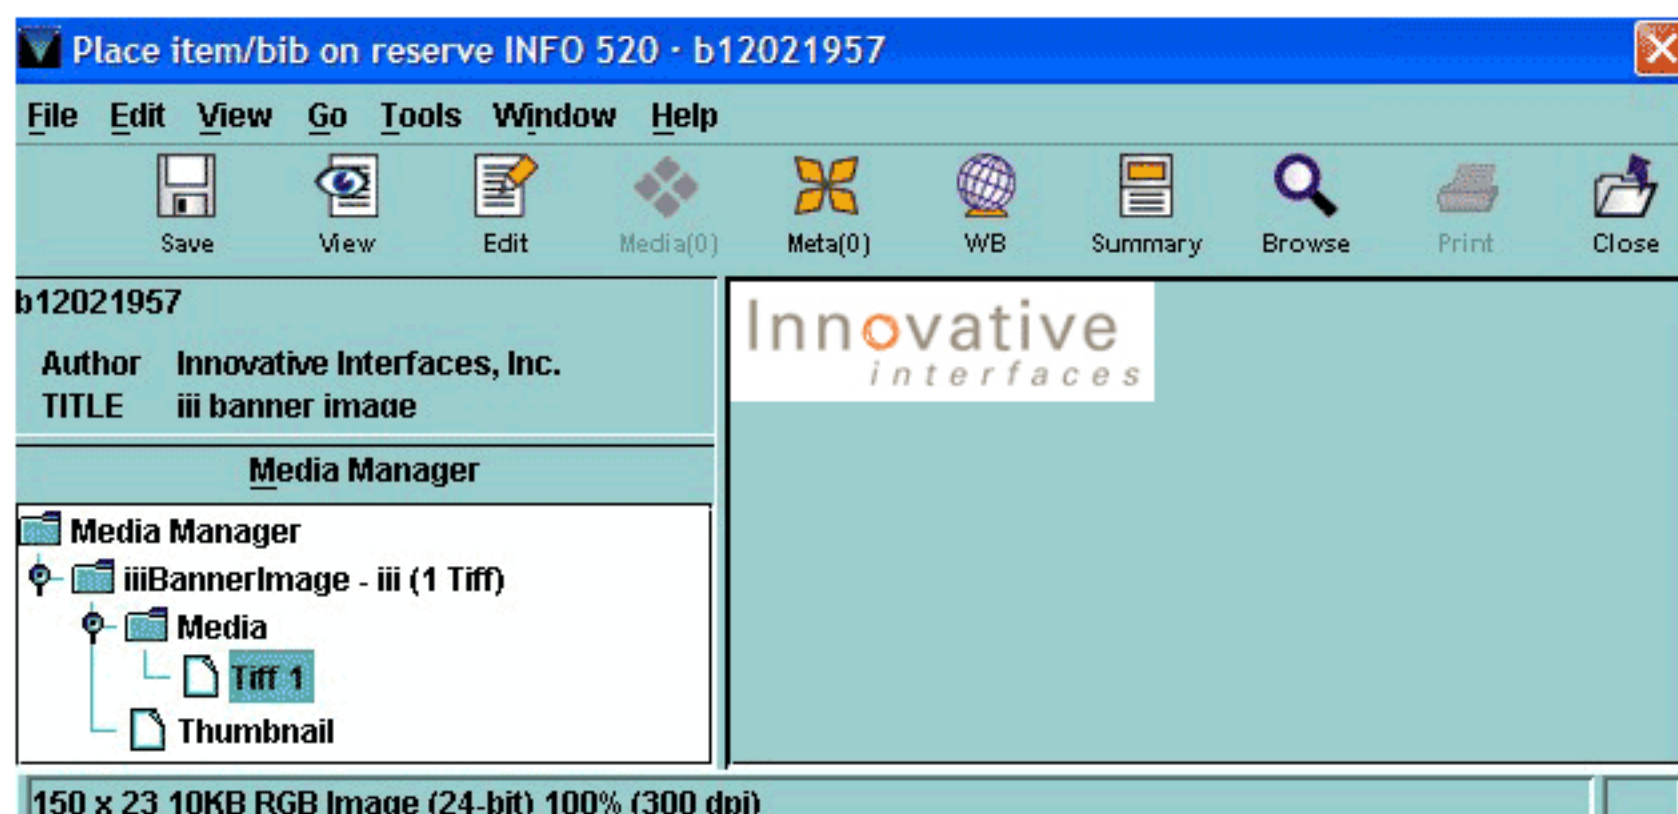 Place item/bib on reserve INFO 520 - b12021957
File Edit View Go Tools Window Help
Save View Edit Media(0) Meta(0) WB Summary Browse Print Close
b12021957
Author Innovative Interfaces, Inc.
TITLE iii banner image
Innovative
interfaces
Media Manager
Media Manager
iiiBannerImage - iii (1 Tiff)
Media
Tiff 1
Thumbnail
150 x 23 10KB RGB Image (24-bit) 100% (300 dpi)